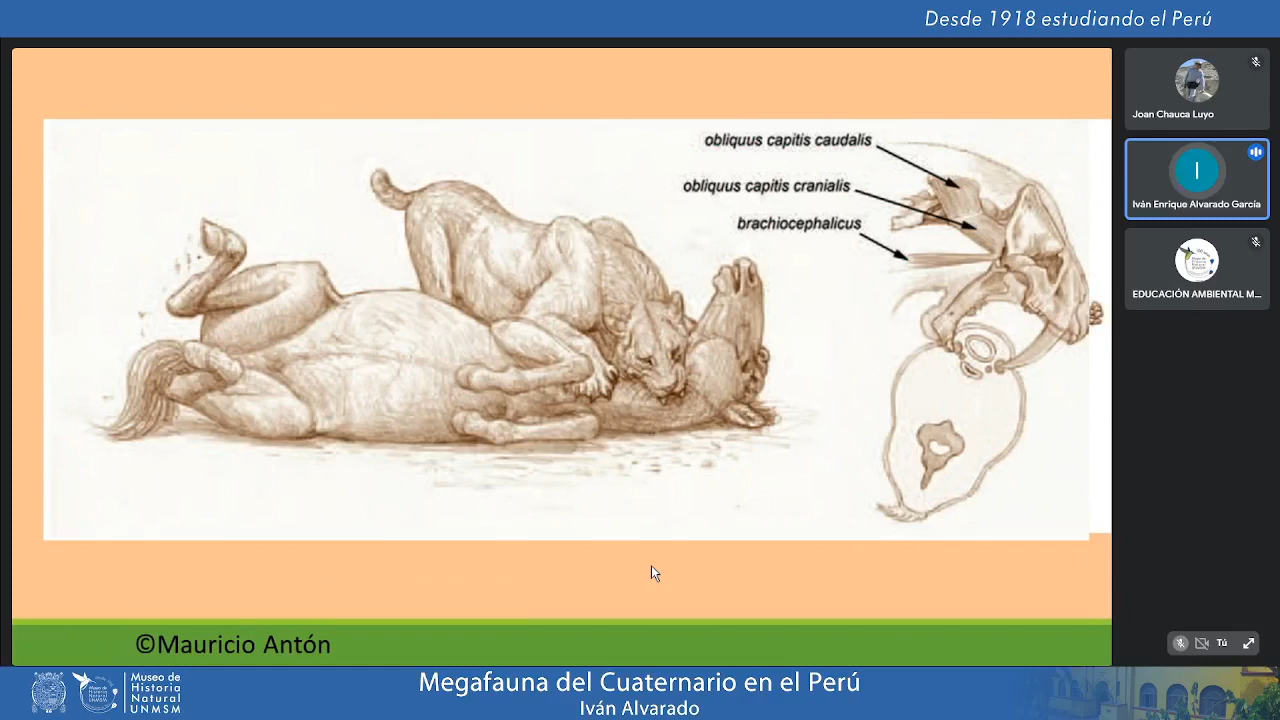 Desde 1918 estudiando el Perú
obliquus capitis caudalis
obliquus capitis cranialis
brachiocephalicus
©Mauricio Antón
Joan Chauca Luyo
I
Iván Enrique Alvarado García
EDUCACIÓN AMBIENTAL M...
Tú
Museo de
Historia
Natural
UNMSM
Megafauna del Cuaternario en el Perú
Iván Alvarado